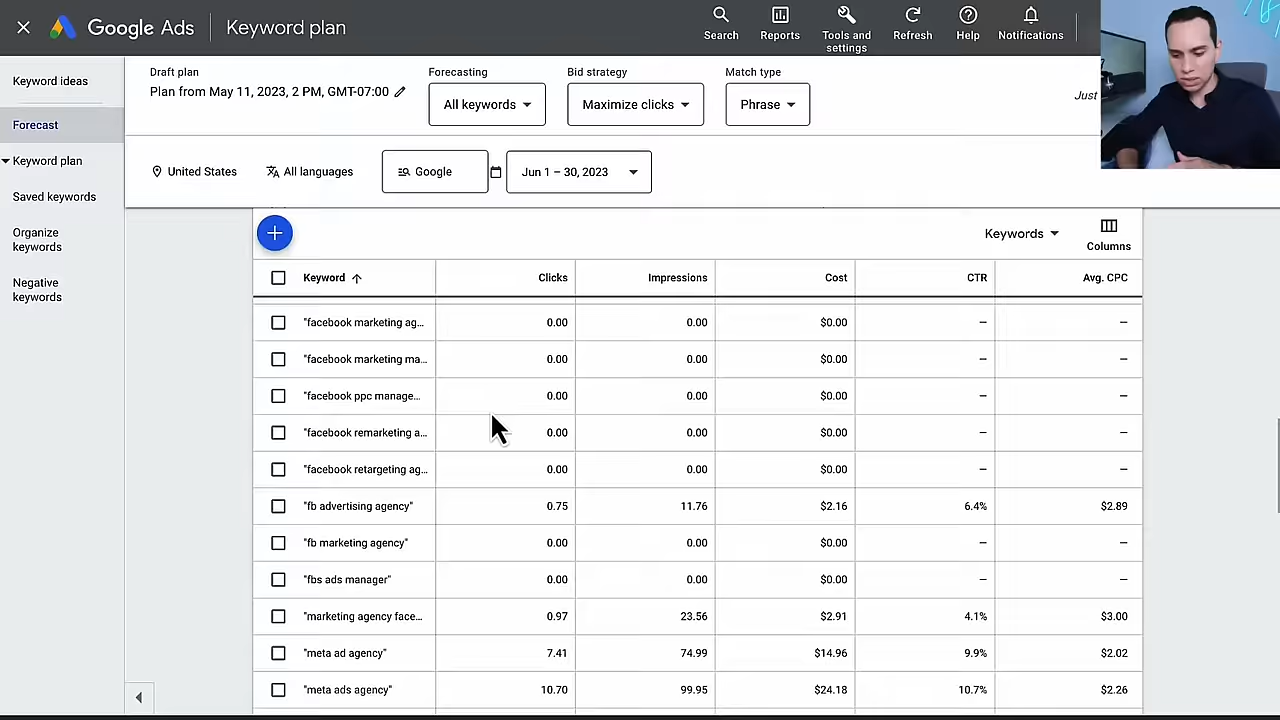 Google Ads
Keyword plan
Search
Reports
Tools and
settings
Refresh
Help
Notifications
Keyword ideas
Forecast
Keyword plan
Saved keywords
Organize
keywords
Negative
keywords
Draft plan
Plan from May 11, 2023, 2 PM, GMT-07:00
Forecasting
All keywords
Bid strategy
Maximize clicks
Match type
Phrase
Just
United States
All languages
Google
Jun 1 – 30, 2023
Keywords
Columns
Keyword Clicks Impressions Cost CTR Avg. CPC
"facebook marketing ag... 0.00 0.00 $0.00 – –
"facebook marketing ma... 0.00 0.00 $0.00 – –
"facebook ppc manage... 0.00 0.00 $0.00 – –
"facebook remarketing a... 0.00 0.00 $0.00 – –
"facebook retargeting ag... 0.00 0.00 $0.00 – –
"fb advertising agency" 0.75 11.76 $2.16 6.4% $2.89
"fb marketing agency" 0.00 0.00 $0.00 – –
"fbs ads manager" 0.00 0.00 $0.00 – –
"marketing agency face... 0.97 23.56 $2.91 4.1% $3.00
"meta ad agency" 7.41 74.99 $14.96 9.9% $2.02
"meta ads agency" 10.70 99.95 $24.18 10.7% $2.26